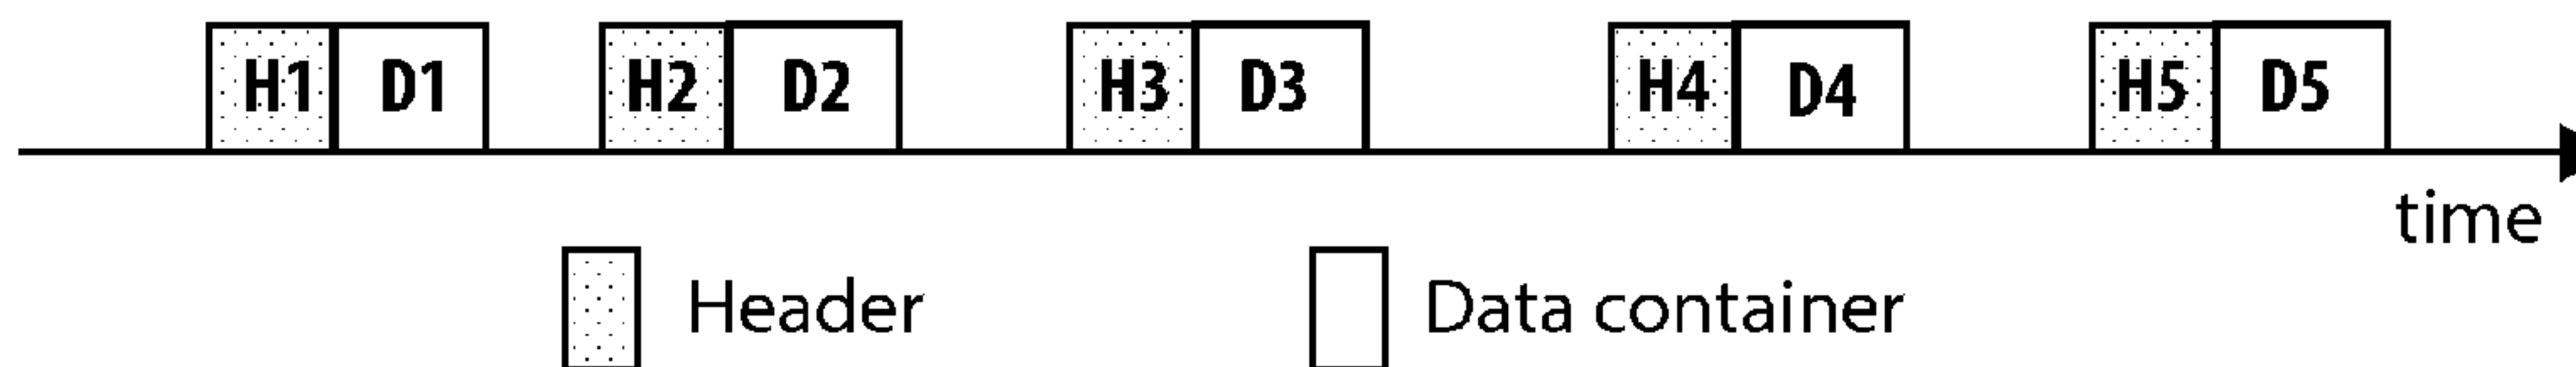 H1 D1 H2 D2 H3 D3 H4 D4 H5 D5
time
Header Data container